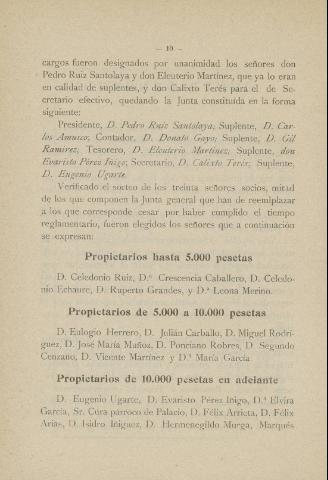 — 10 —
cargos fueron designados por unanimidad los señores don
Pedro Ruiz Santolaya y don Eleuterio Martínez, que ya lo eran
en calidad de suplentes, y don Calixto Terés para el de Se-
cretario efectivo, quedando la Junta constituída en la forma
siguiente:
Presidente, D. Pedro Ruiz Santolaya; Suplente, D. Car-
los Amusco, Contador, D. Donato Goyo; Suplente, D. Gil
Ramírez; Tesorero, D. Eleuterio Martínez; Suplente, don
Evaristo Pérez Iñigo; Secretario, D. Calixto Terés; Suplente,
D. Eugenio Ugarte.
Verificado el sorteo de los treinta señores socios, mitad
de los que componen la Junta general que han de reemplazar
a los que corresponde cesar por haber cumplido el tiempo
reglamentario, fueron elegidos los señores que a continuación
se expresan:
Propietarios hasta 5.000 pesetas
D. Celedonio Ruiz, D.ª Crescencia Caballero, D. Celedo-
nio Echaure, D. Ruperto Grandes, y D.ª Leona Merino.
Propietarios de 5.000 a 10.000 pesetas
D. Eulogio Herrero, D. Julián Carballo, D. Miguel Rodrí-
guez, D. José María Muñoz, D. Ponciano Robres, D Segundo
Cenzano, D. Vicente Martínez y D.ª María García
Propietarios de 10.000 pesetas en adelante
D. Eugenio Ugarte, D. Evaristo Pérez Iñigo, D.ª Elvira
García, Sr. Cúra párroco de Palacio, D. Félix Arrieta, D. Félix
Arias, D. Isidro Iñiguez, D. Hermenegildo Murga, Marqués